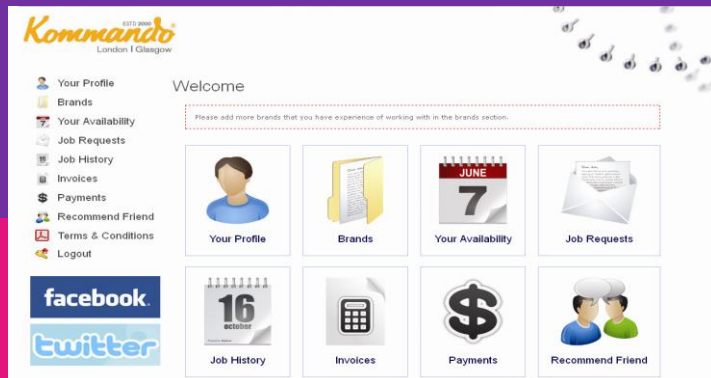 ESTD 2000
Kommando
London | Glasgow
Your Profile
Brands
Your Availability
Job Requests
Job History
Invoices
Payments
Recommend Friend
Terms & Conditions
Logout
facebook.
twitter
Welcome
Please add more brands that you have experience of working with in the brands section.
Your Profile
Brands
JUNE
7
Your Availability
Job Requests
16
october
Job History
Invoices
$
Payments
Recommend Friend